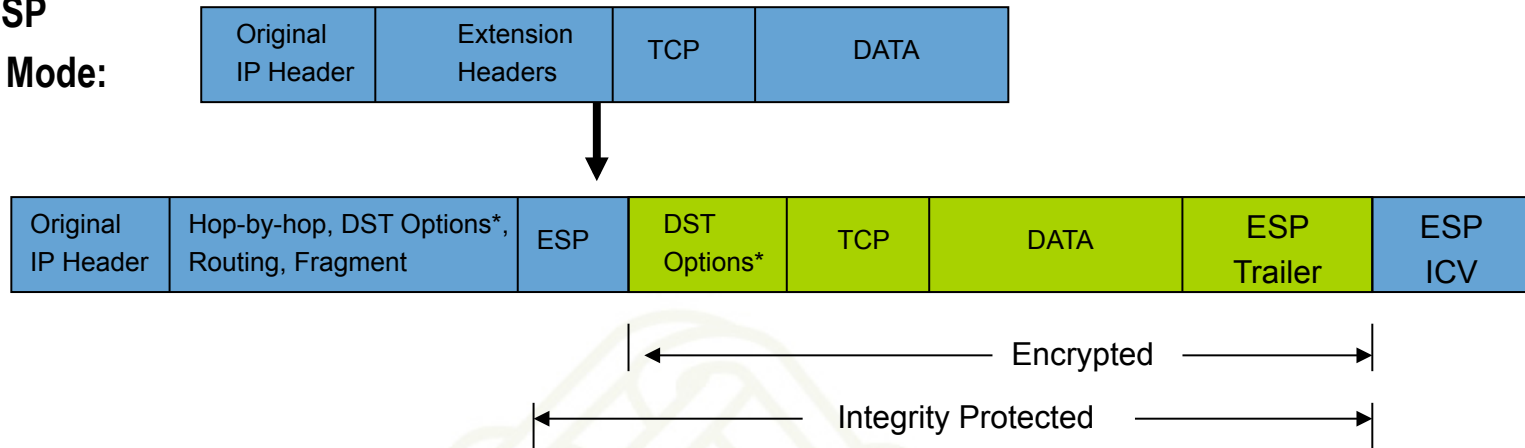 SP
Mode:
Original
IP Header
Extension
Headers
TCP
DATA
Original
IP Header
Hop-by-hop, DST Options*,
Routing, Fragment
ESP
DST
Options*
TCP
DATA
ESP
Trailer
ESP
ICV
Encrypted
Integrity Protected